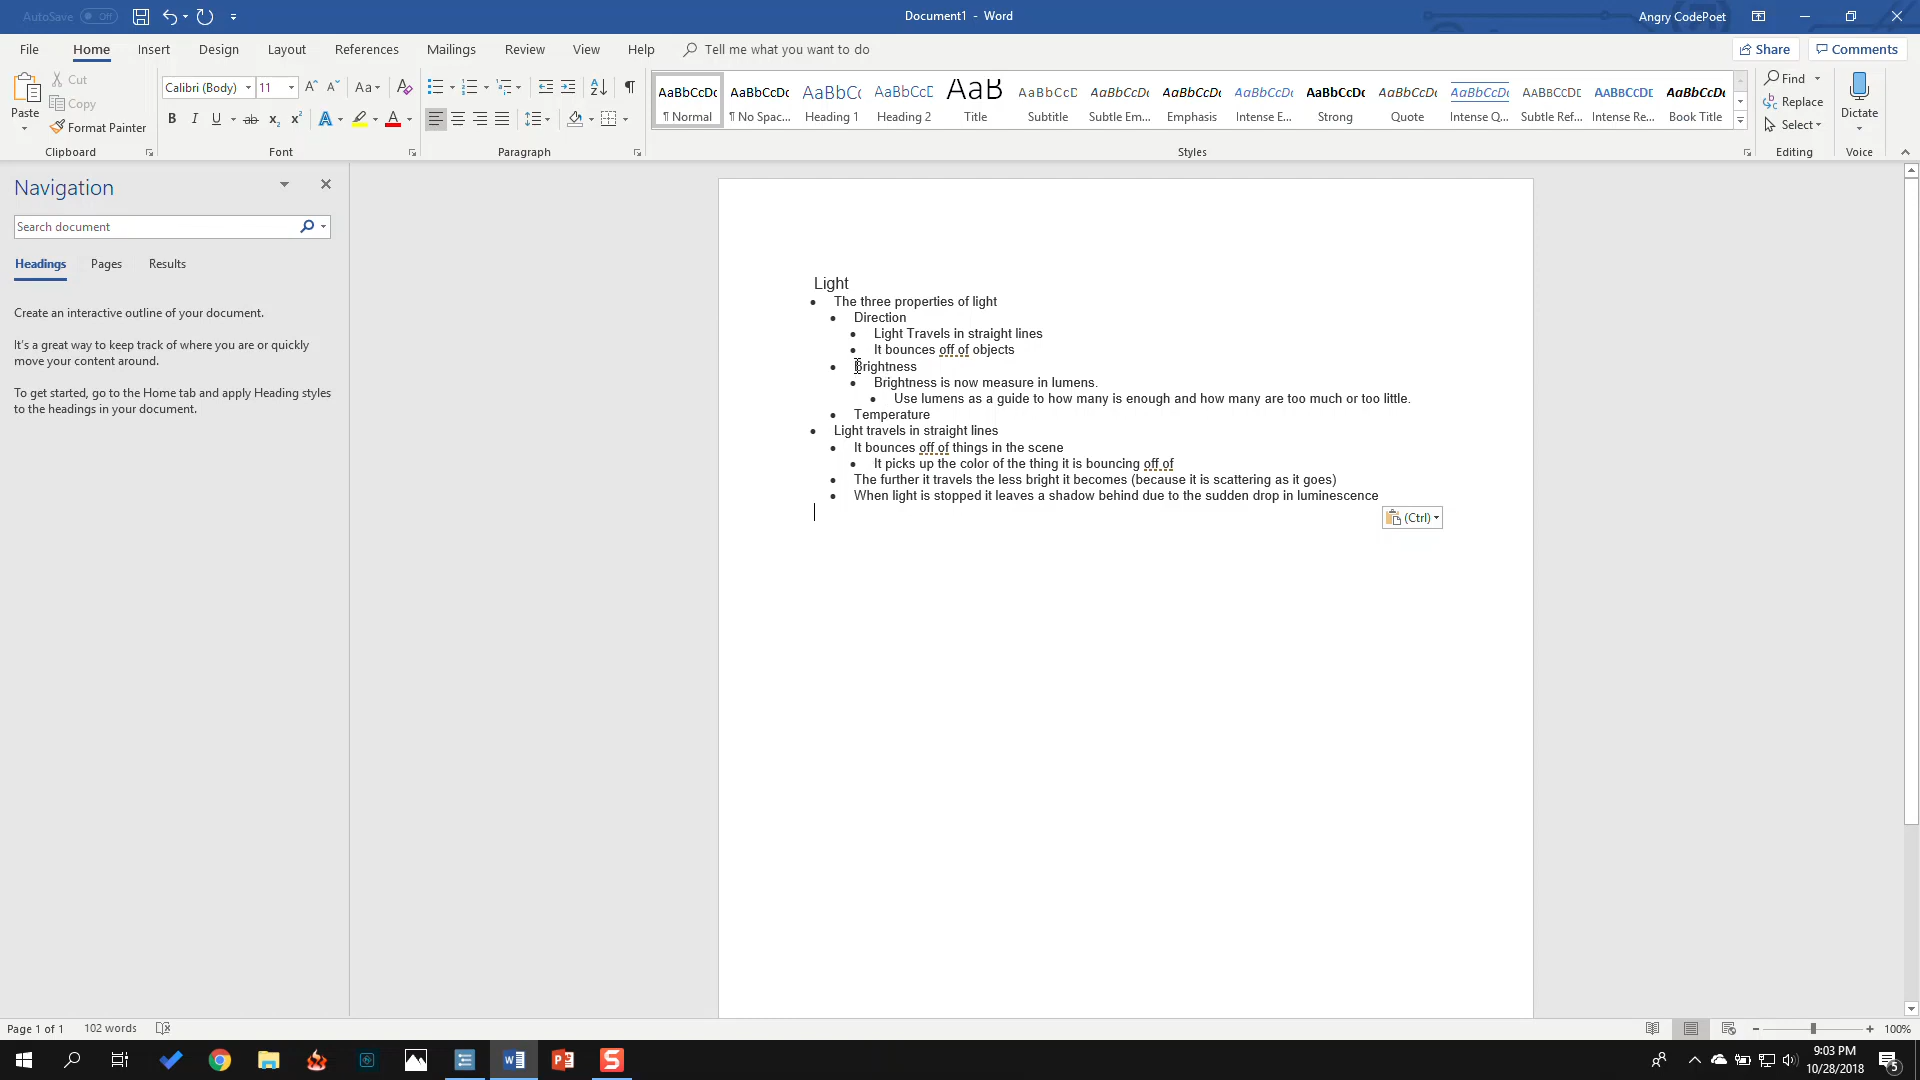 AutoSave Off Document1 - Word Angry CodePoet
File Home Insert Design Layout References Mailings Review View Help Tell me what you want to do Share Comments
Paste Cut Copy Format Painter
Calibri (Body) 11 Aa
B I U ab x₂ x² A A
AaBbCcDc AaBbCcDc AaBbCc AaBbCcD AaB AaBbCcD AaBbCcDc AaBbCcDc AaBbCcDc AaBbCcDc AaBbCcDc AaBbCcDc AABBCCDE AABBCCDE AaBbCcDc
¶ Normal ¶ No Spac... Heading 1 Heading 2 Title Subtitle Subtle Em... Emphasis Intense E... Strong Quote Intense Q... Subtle Ref... Intense Re... Book Title
Find Replace Select Dictate
Clipboard Font Paragraph Styles Editing Voice
Navigation
Search document
Headings Pages Results
Create an interactive outline of your document.
It's a great way to keep track of where you are or quickly
move your content around.
To get started, go to the Home tab and apply Heading styles
to the headings in your document.
Light
• The three properties of light
• Direction
• Light Travels in straight lines
• It bounces off of objects
• Brightness
• Brightness is now measure in lumens.
• Use lumens as a guide to how many is enough and how many are too much or too little.
• Temperature
• Light travels in straight lines
• It bounces off of things in the scene
• It picks up the color of the thing it is bouncing off of
• The further it travels the less bright it becomes (because it is scattering as it goes)
• When light is stopped it leaves a shadow behind due to the sudden drop in luminescence
(Ctrl)
Page 1 of 1 102 words 100%
9:03 PM
10/28/2018
5